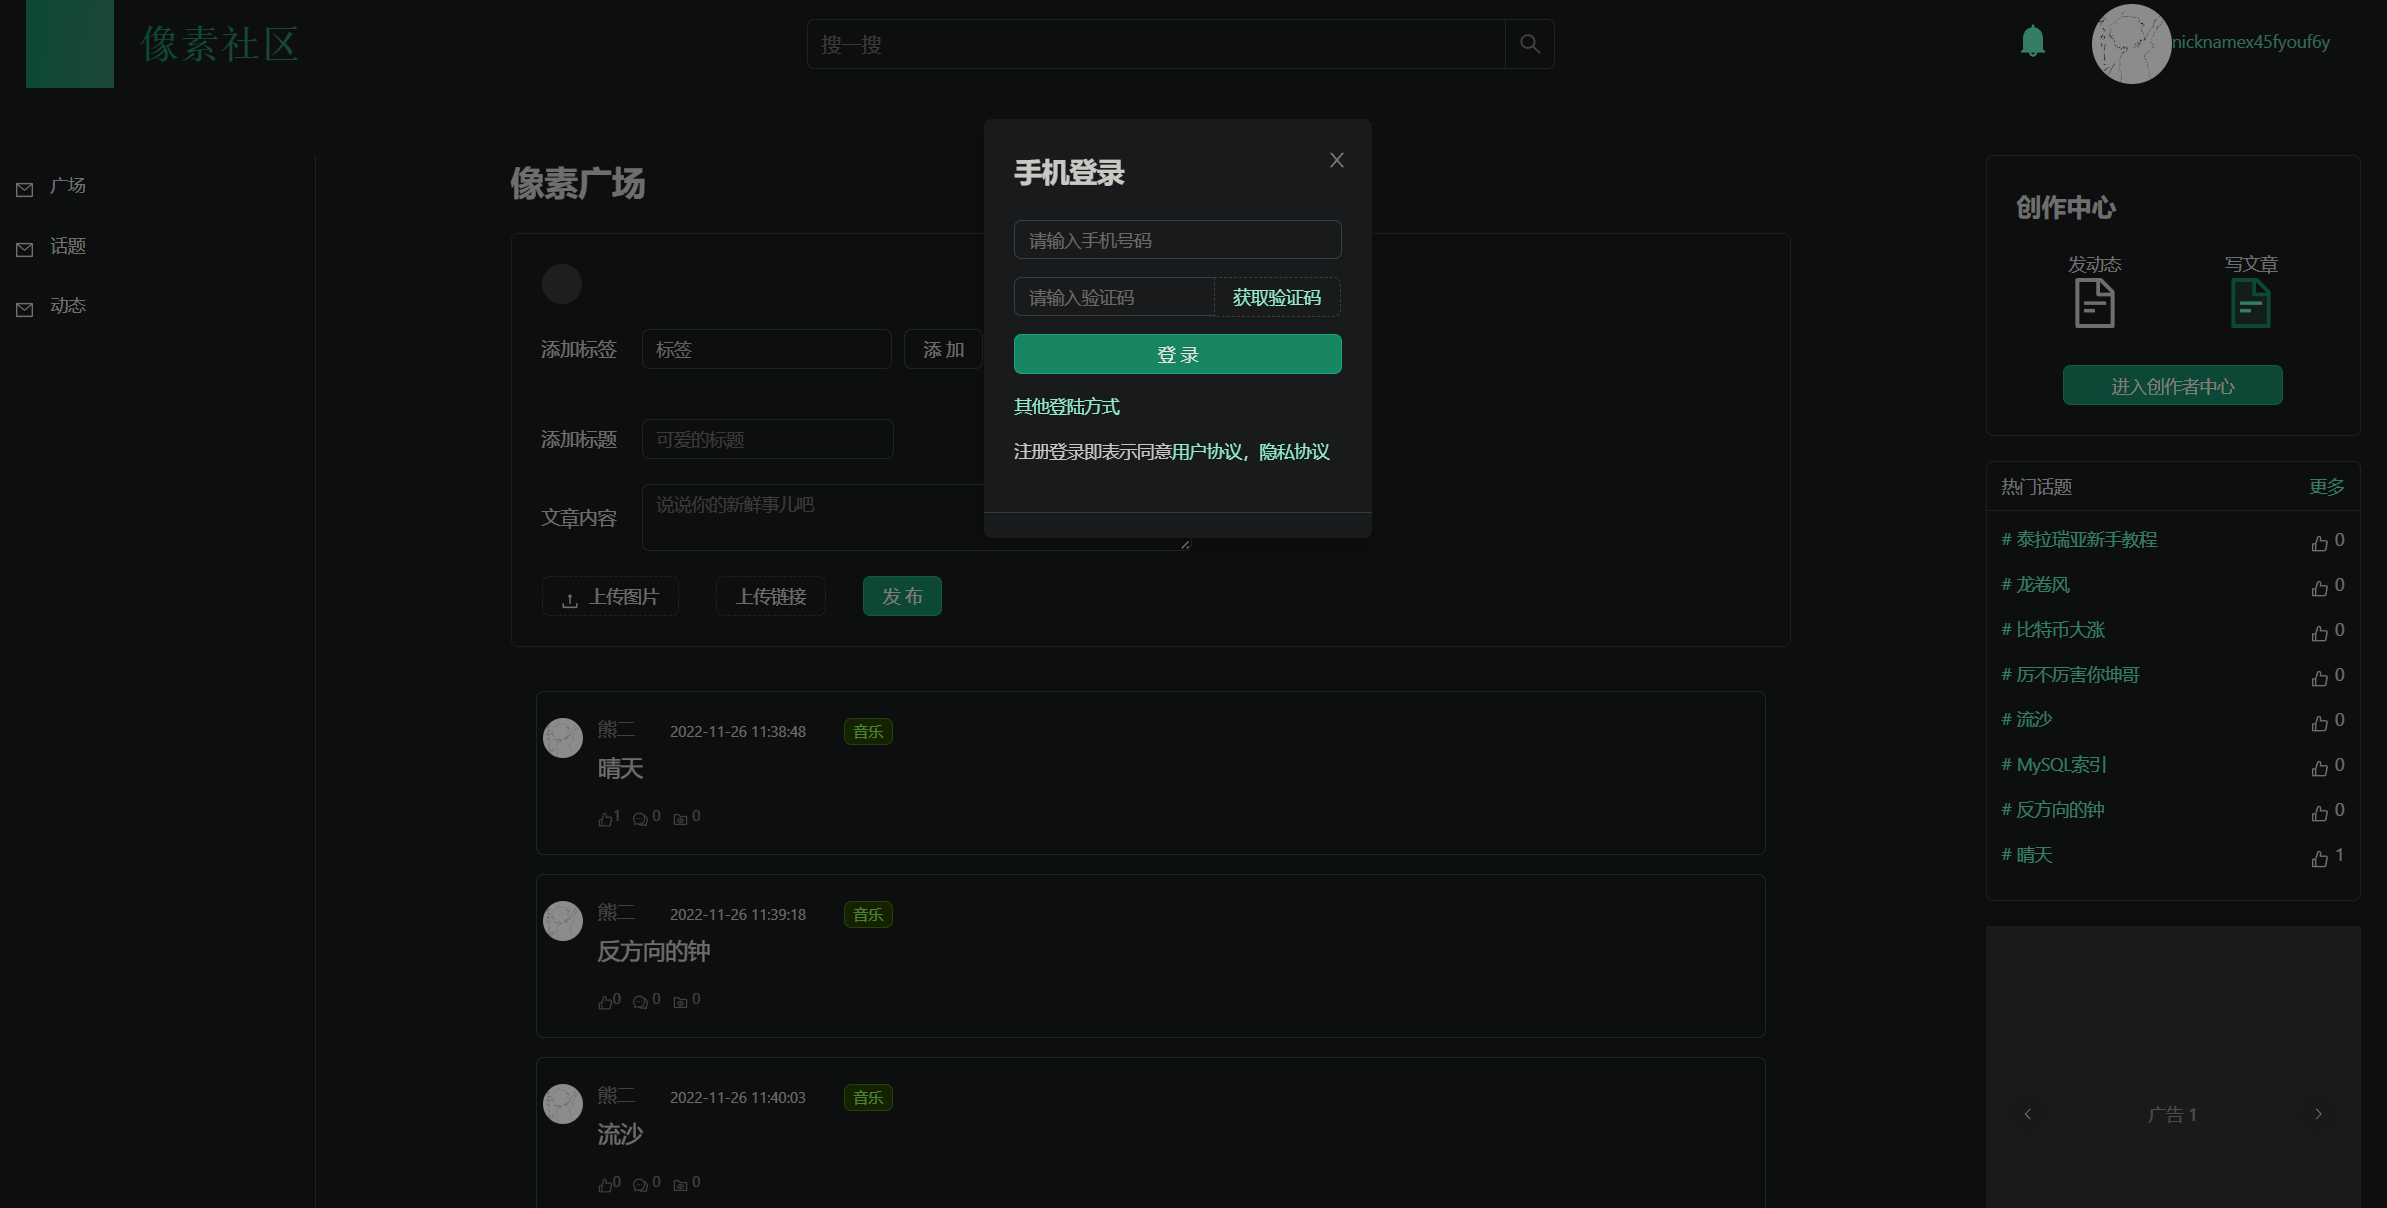 像素社区
搜一搜
nicknamex45fyouf6y
广场
话题
动态
像素广场
添加标签
标签
添 加
添加标题
可爱的标题
文章内容
说说你的新鲜事儿吧
上传图片
上传链接
发 布
手机登录
请输入手机号码
请输入验证码
获取验证码
登 录
其他登陆方式
注册登录即表示同意用户协议，隐私协议
熊二 2022-11-26 11:38:48 音乐
晴天
1 0 0
熊二 2022-11-26 11:39:18 音乐
反方向的钟
0 0 0
熊二 2022-11-26 11:40:03 音乐
流沙
0 0 0
创作中心
发动态 写文章
进入创作者中心
热门话题 更多
# 泰拉瑞亚新手教程 0
# 龙卷风 0
# 比特币大涨 0
# 厉不厉害你坤哥 0
# 流沙 0
# MySQL索引 0
# 反方向的钟 0
# 晴天 1
广告 1